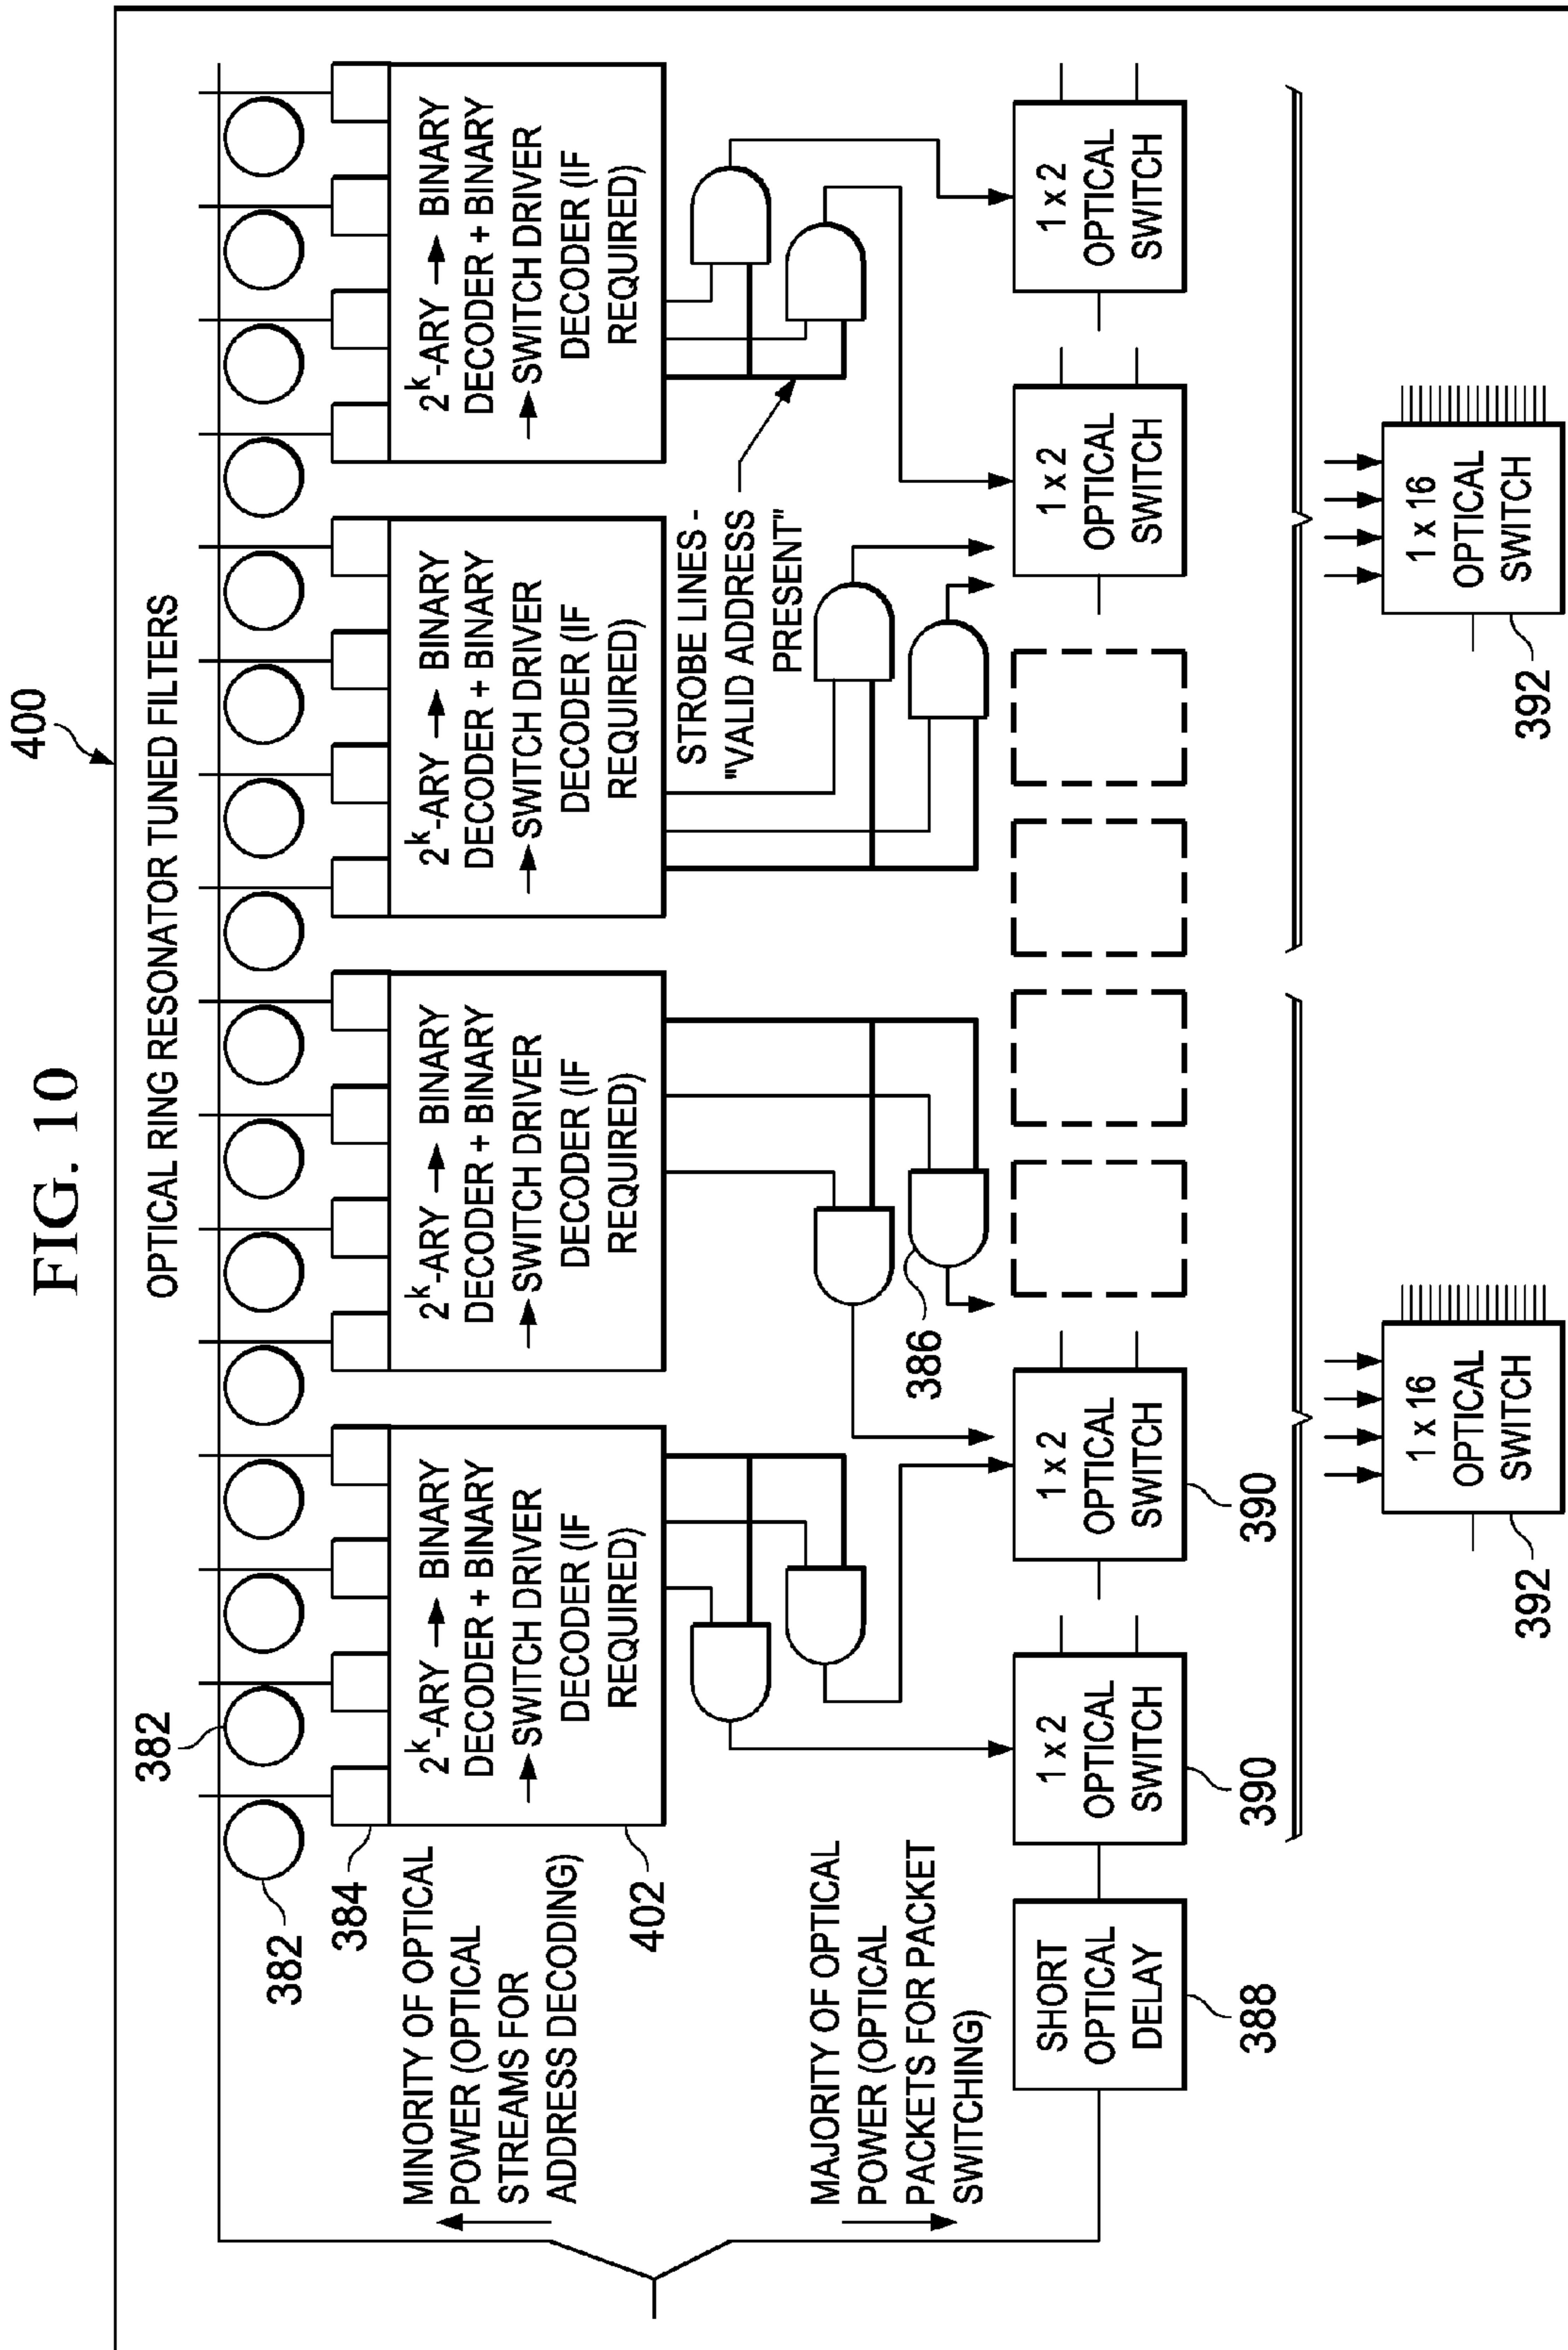 FIG. 10
400
OPTICAL RING RESONATOR TUNED FILTERS
382
382
384
402
MINORITY OF OPTICAL
POWER (OPTICAL
STREAMS FOR
ADDRESS DECODING)
2^k-ARY → BINARY
DECODER + BINARY
→ SWITCH DRIVER
DECODER (IF
REQUIRED)
2^k-ARY → BINARY
DECODER + BINARY
→ SWITCH DRIVER
DECODER (IF
REQUIRED)
2^k-ARY → BINARY
DECODER + BINARY
→ SWITCH DRIVER
DECODER (IF
REQUIRED)
2^k-ARY → BINARY
DECODER + BINARY
→ SWITCH DRIVER
DECODER (IF
REQUIRED)
STROBE LINES -
"VALID ADDRESS
PRESENT"
386
MAJORITY OF OPTICAL
POWER (OPTICAL
PACKETS FOR PACKET
SWITCHING)
SHORT
OPTICAL
DELAY
388
1 x 2
OPTICAL
SWITCH
390
1 x 2
OPTICAL
SWITCH
390
1 x 2
OPTICAL
SWITCH
1 x 2
OPTICAL
SWITCH
1 x 16
OPTICAL
SWITCH
392
1 x 16
OPTICAL
SWITCH
392